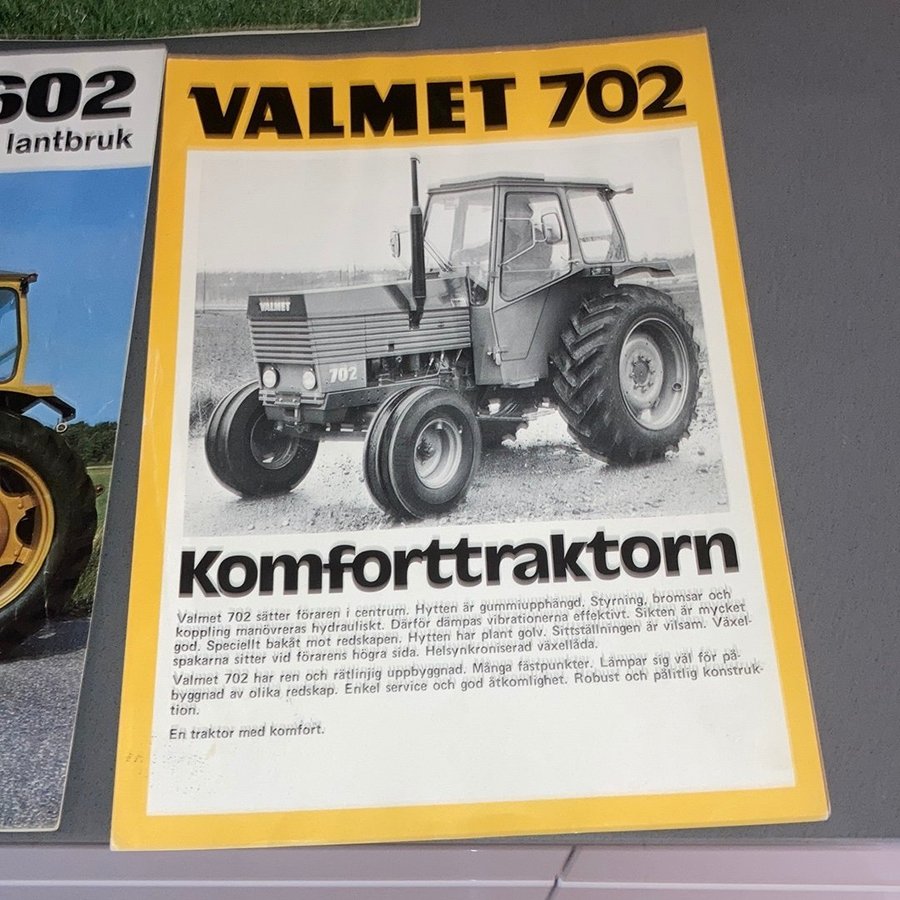 602
lantbruk
VALMET 702
VALMET
702
Komforttraktorn
Valmet 702 sätter föraren i centrum. Hytten är gummiupphängd. Styrning, bromsar och
koppling manövreras hydrauliskt. Därför dämpas vibrationerna effektivt. Sikten är mycket
god. Speciellt bakåt mot redskapen. Hytten har plant golv. Sittställningen är vilsam. Växel-
spakarna sitter vid förarens högra sida. Helsynkroniserad växellåda.
Valmet 702 har ren och rätlinjig uppbyggnad. Många fästpunkter. Lämpar sig väl för på-
byggnad av olika redskap. Enkel service och god åtkomlighet. Robust och pålitlig konstruk-
tion.
En traktor med komfort.